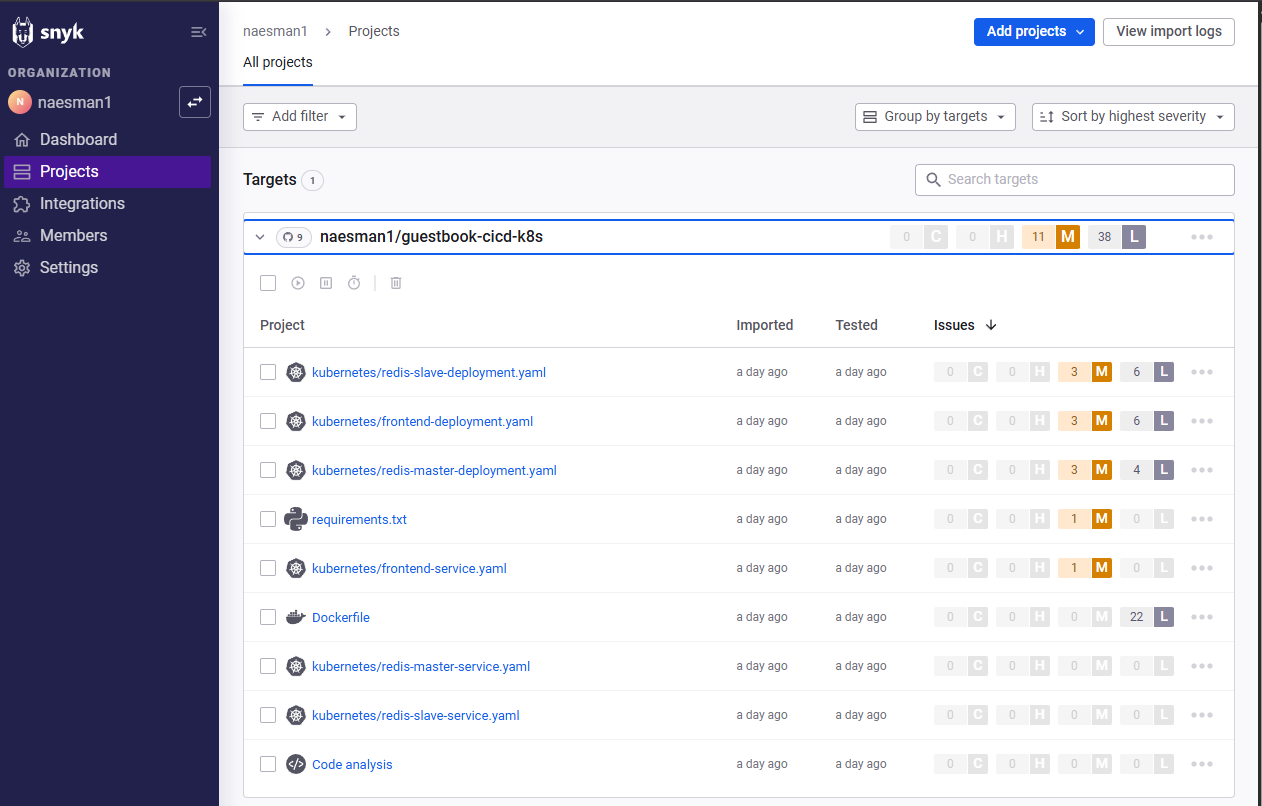 snyk
naesman1 > Projects
Add projects
View import logs
All projects
ORGANIZATION
N naesman1
Dashboard
Projects
Integrations
Members
Settings
Add filter
Group by targets
Sort by highest severity
Targets 1
Search targets
9 naesman1/guestbook-cicd-k8s 0 C 0 H 11 M 38 L
Project Imported Tested Issues
kubernetes/redis-slave-deployment.yaml a day ago a day ago 0 C 0 H 3 M 6 L
kubernetes/frontend-deployment.yaml a day ago a day ago 0 C 0 H 3 M 6 L
kubernetes/redis-master-deployment.yaml a day ago a day ago 0 C 0 H 3 M 4 L
requirements.txt a day ago a day ago 0 C 0 H 1 M 0 L
kubernetes/frontend-service.yaml a day ago a day ago 0 C 0 H 1 M 0 L
Dockerfile a day ago a day ago 0 C 0 H 0 M 22 L
kubernetes/redis-master-service.yaml a day ago a day ago 0 C 0 H 0 M 0 L
kubernetes/redis-slave-service.yaml a day ago a day ago 0 C 0 H 0 M 0 L
Code analysis a day ago a day ago 0 C 0 H 0 M 0 L